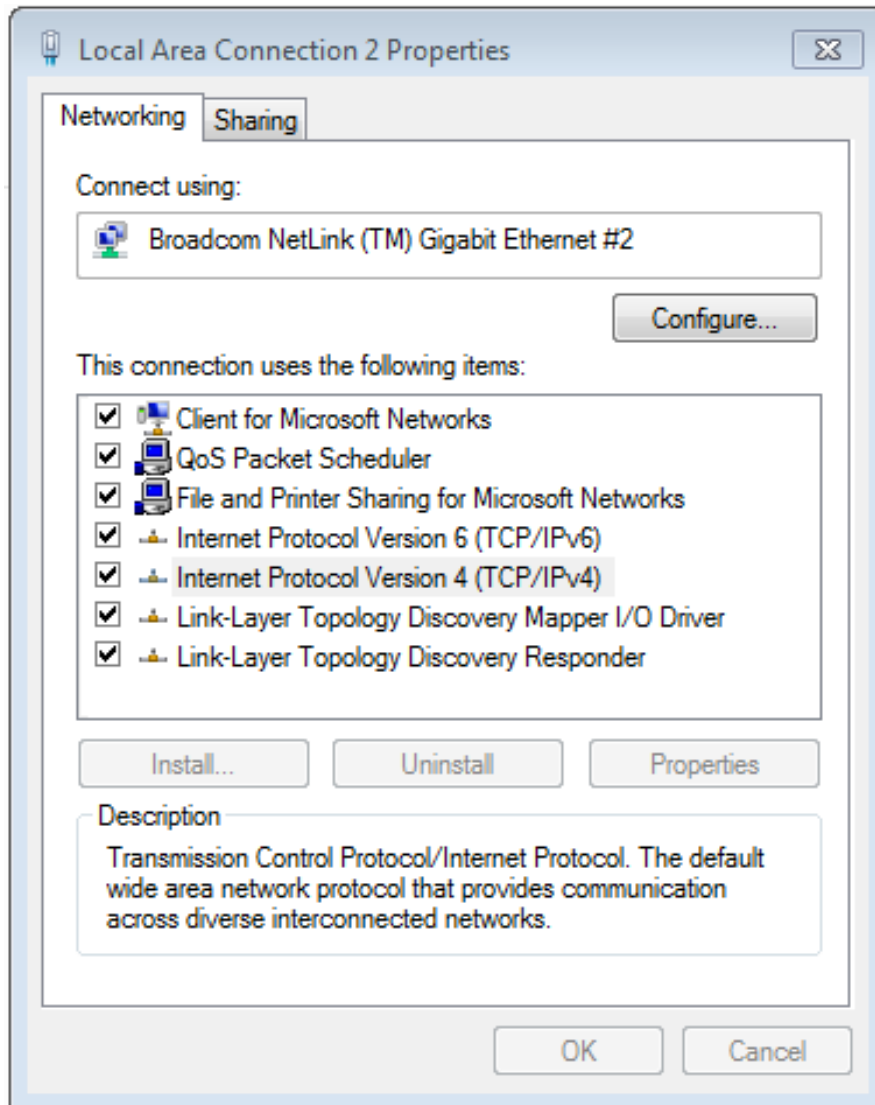 Local Area Connection 2 Properties
Networking
Sharing
Connect using:
Broadcom NetLink (TM) Gigabit Ethernet #2
Configure...
This connection uses the following items:
Client for Microsoft Networks
QoS Packet Scheduler
File and Printer Sharing for Microsoft Networks
Internet Protocol Version 6 (TCP/IPv6)
Internet Protocol Version 4 (TCP/IPv4)
Link-Layer Topology Discovery Mapper I/O Driver
Link-Layer Topology Discovery Responder
Install...
Uninstall
Properties
Description
Transmission Control Protocol/Internet Protocol. The default
wide area network protocol that provides communication
across diverse interconnected networks.
OK
Cancel